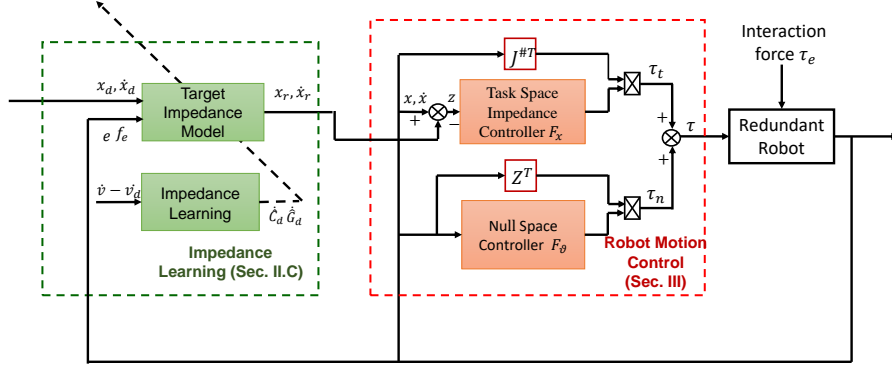 x_d, ẋ_d
e f_e
Target
Impedance
Model
x_r, ẋ_r
v̇ − v̇_d
Impedance
Learning
Ċ_d Ġ_d
Impedance
Learning (Sec. II.C)
J^{#T}
x, ẋ
+
z
−
Task Space
Impedance
Controller F_x
τ_t
Z^T
Null Space
Controller F_ϑ
τ_n
Robot Motion
Control
(Sec. III)
+
+
τ
Interaction
force τ_e
Redundant
Robot